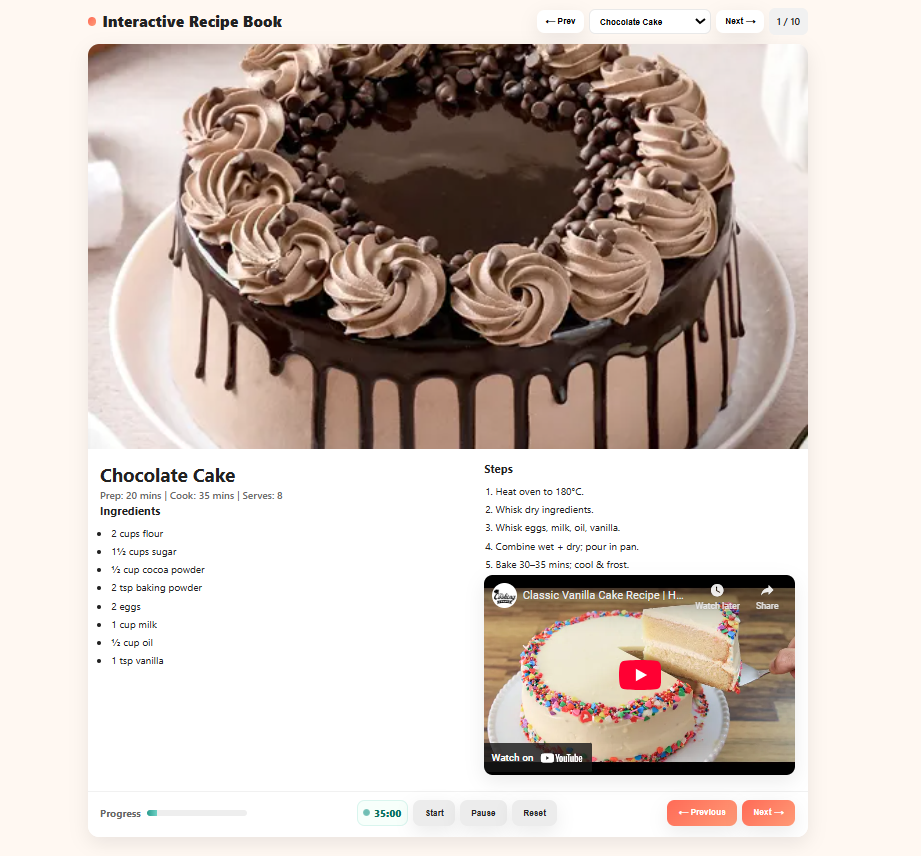 Interactive Recipe Book
← Prev
Chocolate Cake
Next →
1 / 10
Chocolate Cake
Prep: 20 mins | Cook: 35 mins | Serves: 8
Ingredients
• 2 cups flour
• 1½ cups sugar
• ½ cup cocoa powder
• 2 tsp baking powder
• 2 eggs
• 1 cup milk
• ½ cup oil
• 1 tsp vanilla
Steps
1. Heat oven to 180°C.
2. Whisk dry ingredients.
3. Whisk eggs, milk, oil, vanilla.
4. Combine wet + dry; pour in pan.
5. Bake 30–35 mins; cool & frost.
Cooking
Classic Vanilla Cake Recipe | H...
Watch later
Share
Watch on YouTube
Progress
35:00
Start
Pause
Reset
← Previous
Next →